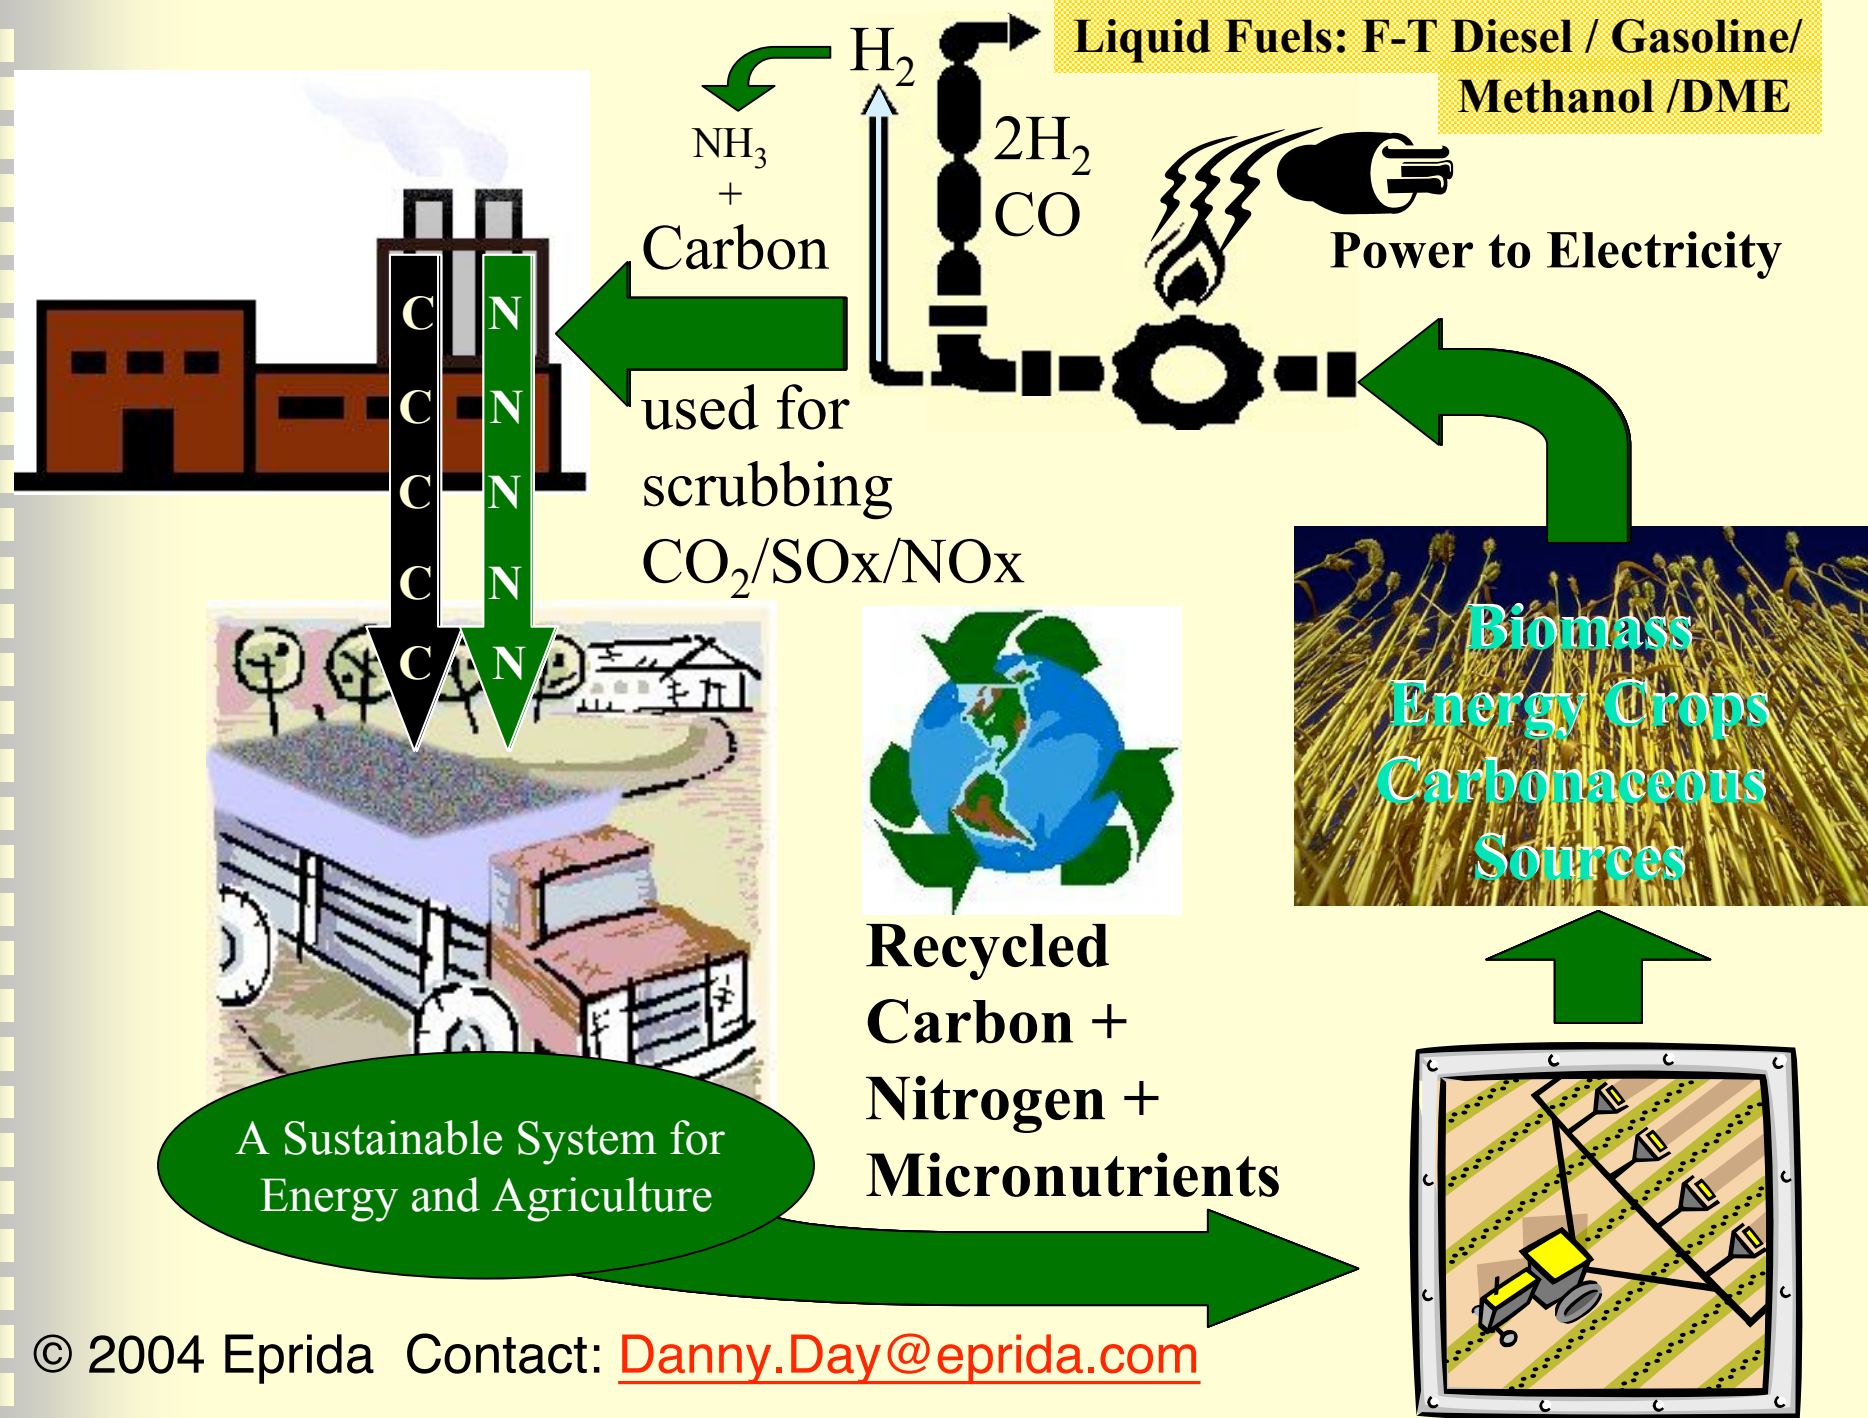 Liquid Fuels: F-T Diesel / Gasoline/
Methanol /DME
H₂
NH₃
+
Carbon
2H₂
CO
Power to Electricity
used for
scrubbing
CO₂/SOx/NOx
C N
C N
C N
C N
C N
Biomass
Energy Crops
Carbonaceous
Sources
Recycled
Carbon +
Nitrogen +
Micronutrients
A Sustainable System for
Energy and Agriculture
© 2004 Eprida Contact: Danny.Day@eprida.com